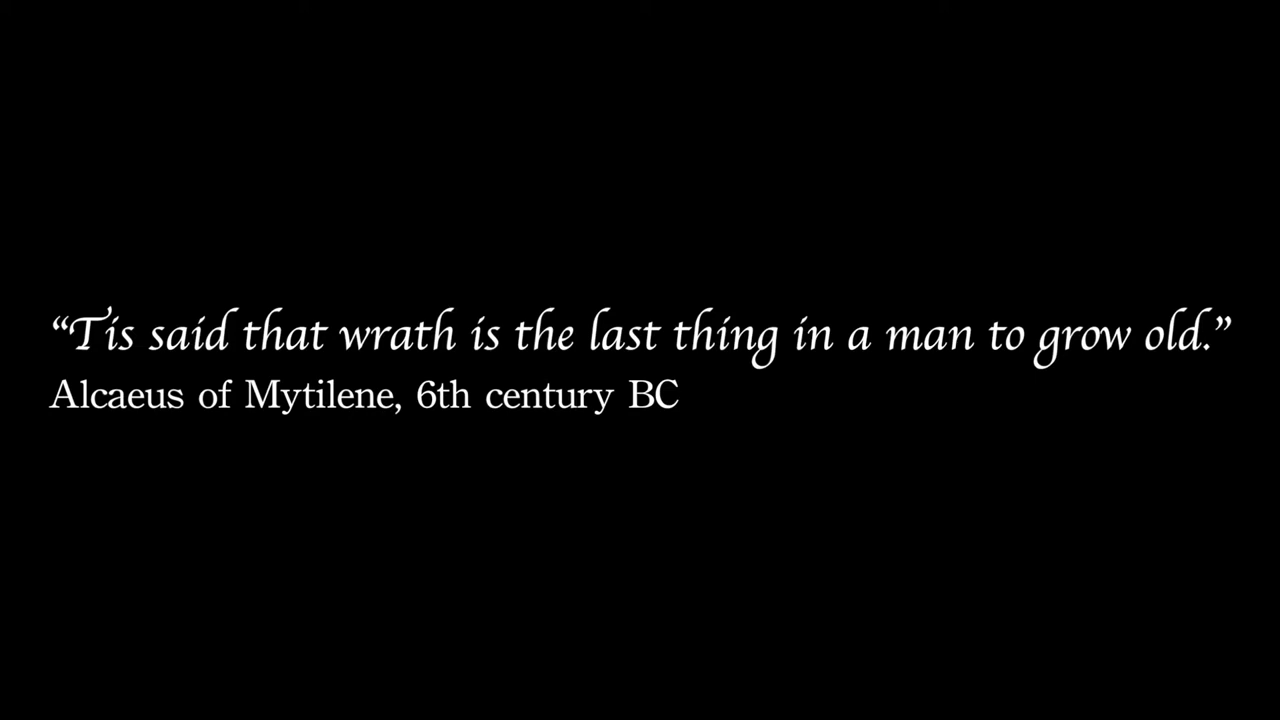 “Tis said that wrath is the last thing in a man to grow old.”
Alcaeus of Mytilene, 6th century BC